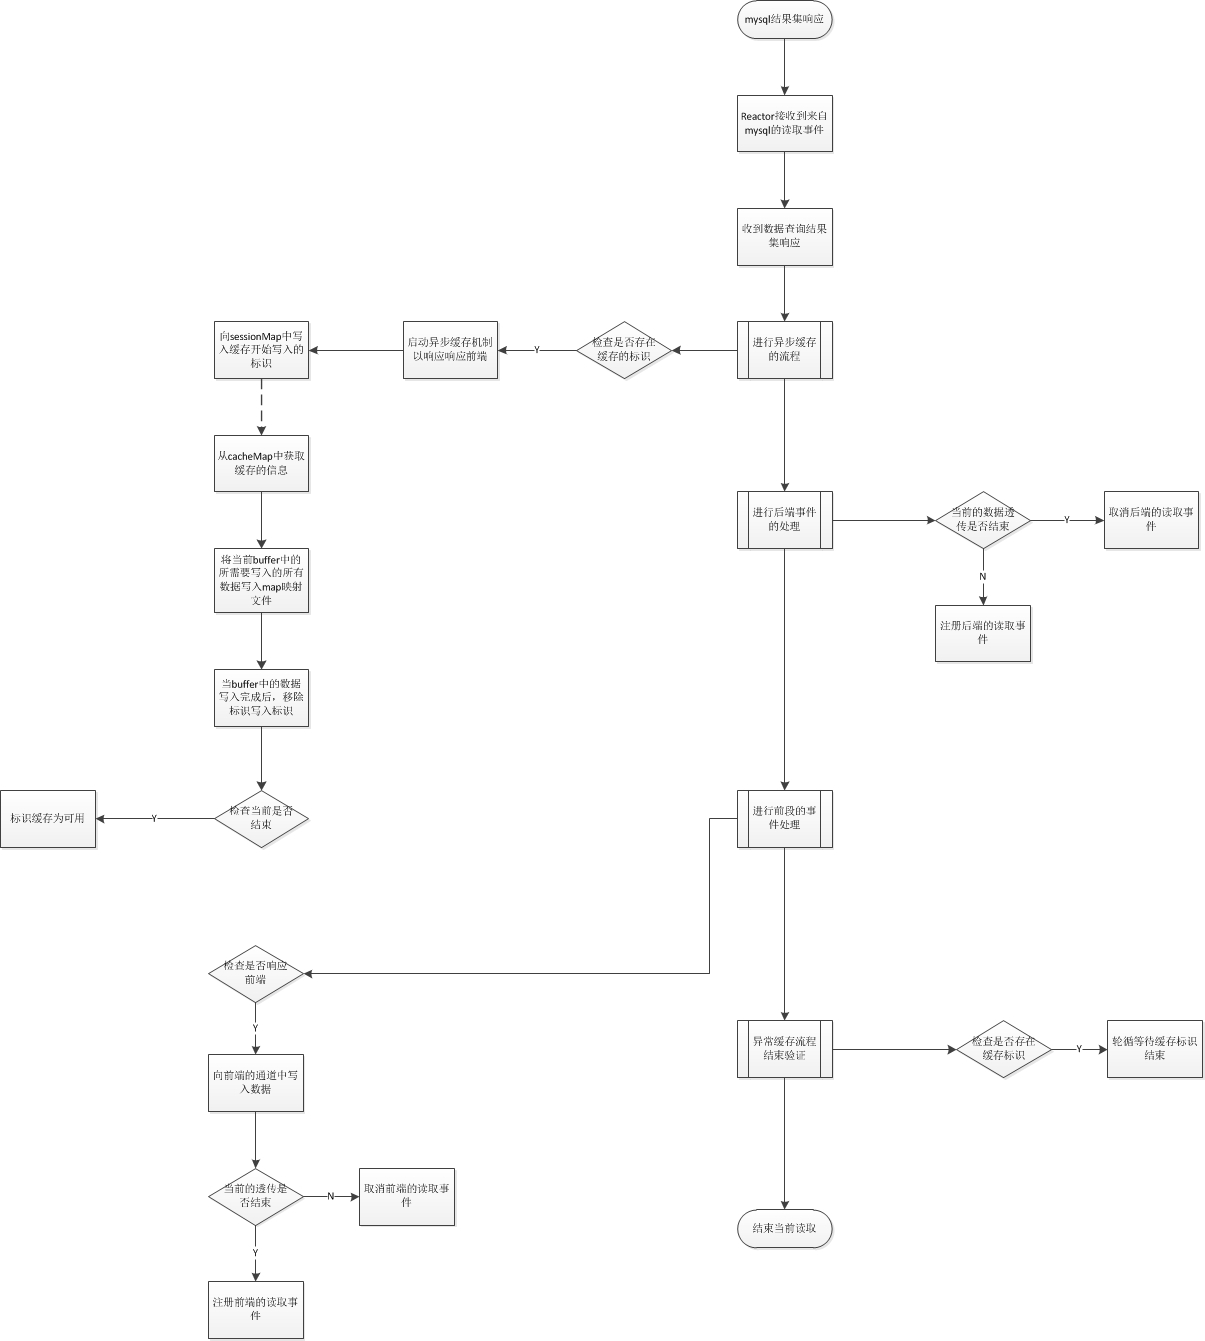 mysql结果集响应
Reactor接收到来自
mysql的读取事件
收到数据查询结果
集响应
向sessionMap中写
入缓存开始写入的
标识
启动异步缓存机制
以响应响应前端
Y
检查是否存在
缓存的标识
进行异步缓存
的流程
从cacheMap中获取
缓存的信息
进行后端事件
的处理
当前的数据透
传是否结束
Y
取消后端的读取事
件
N
注册后端的读取事
件
将当前buffer中的
所需要写入的所有
数据写入map映射
文件
当buffer中的数据
写入完成后，移除
标识写入标识
标识缓存为可用
Y
检查当前是否
结束
进行前段的事
件处理
检查是否响应
前端
Y
向前端的通道中写
入数据
异常缓存流程
结束验证
检查是否存在
缓存标识
Y
轮循等待缓存标识
结束
当前的透传是
否结束
N
取消前端的读取事
件
Y
注册前端的读取事
件
结束当前读取